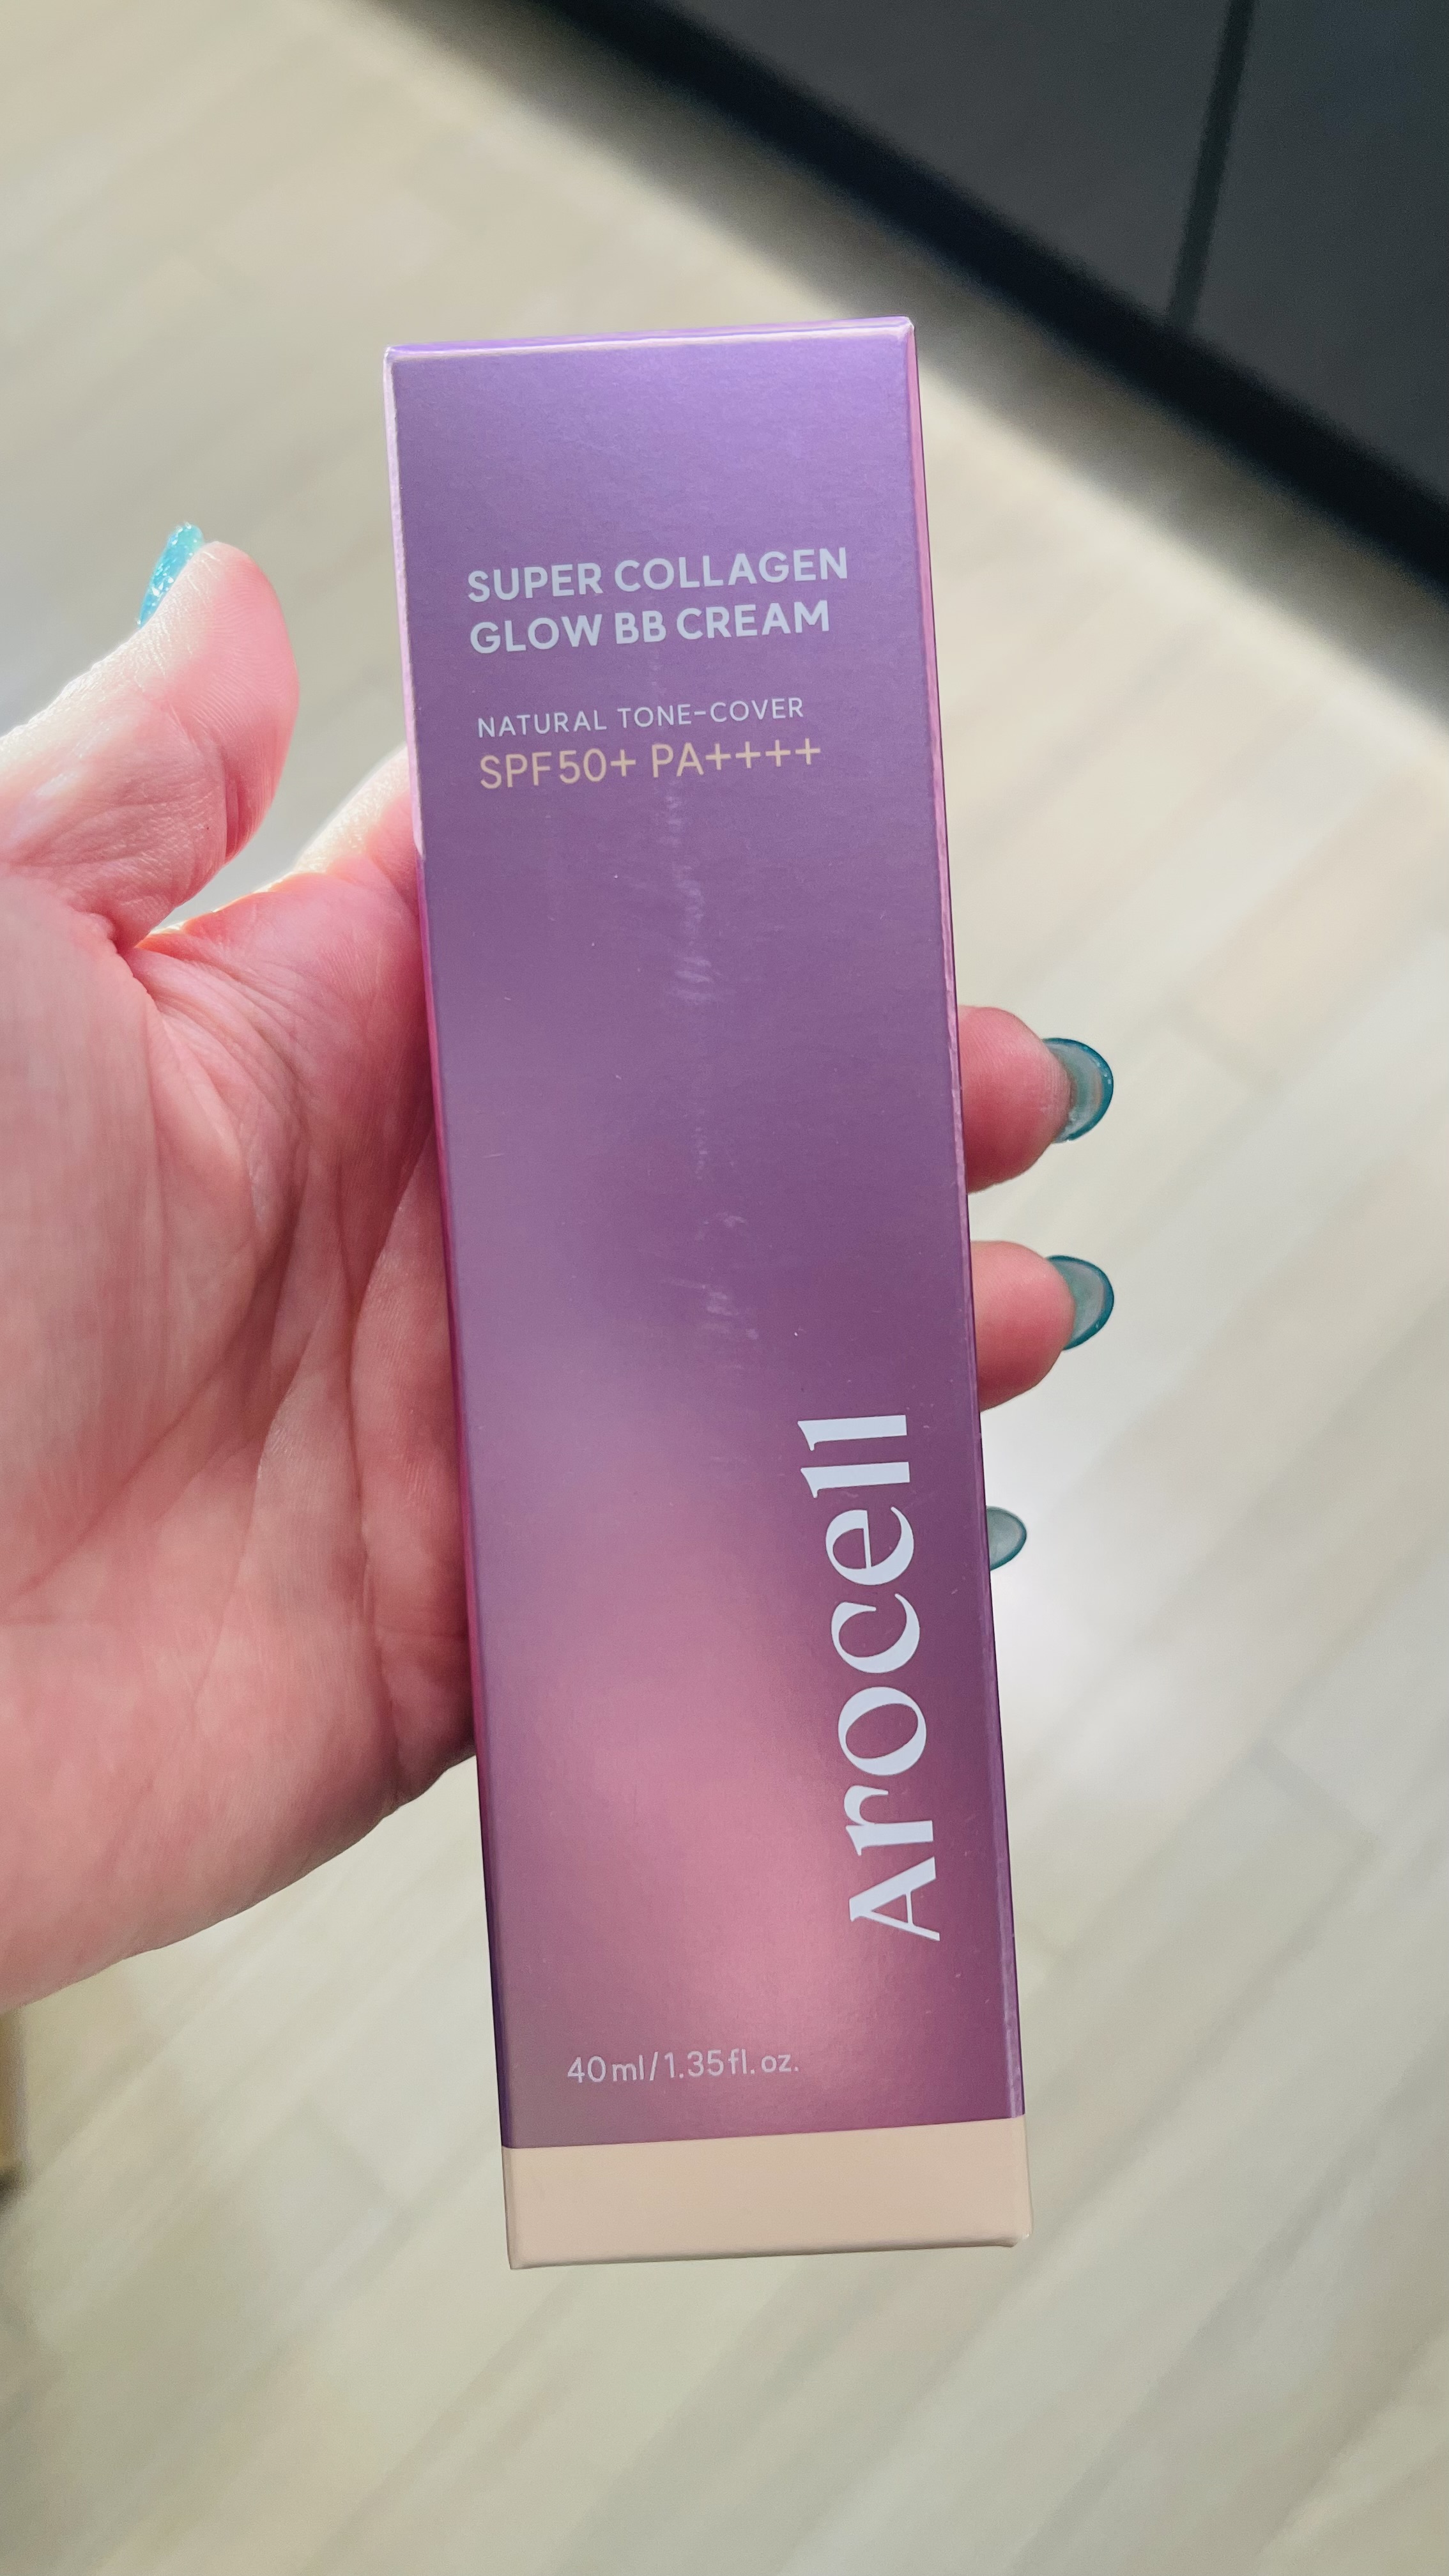 SUPER COLLAGEN
GLOW BB CREAM
NATURAL TONE-COVER
SPF50+ PA++++
Arocell
40ml/1.35fl.oz.